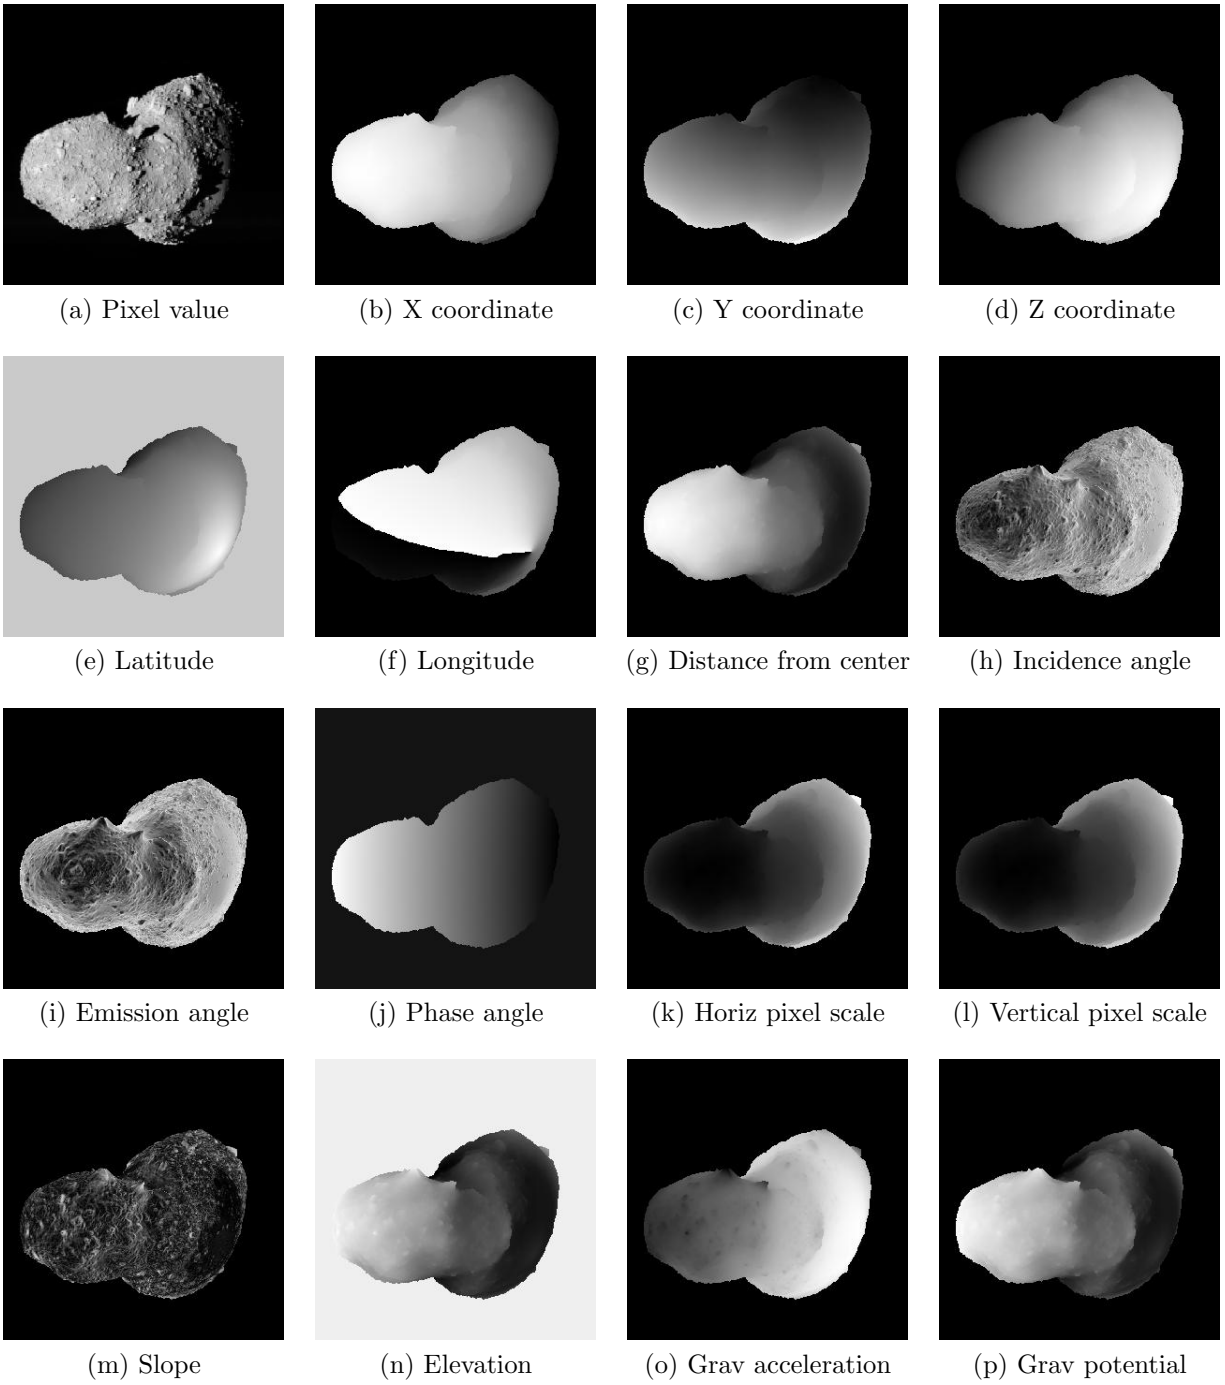 (a) Pixel value
(b) X coordinate
(c) Y coordinate
(d) Z coordinate
(e) Latitude
(f) Longitude
(g) Distance from center
(h) Incidence angle
(i) Emission angle
(j) Phase angle
(k) Horiz pixel scale
(l) Vertical pixel scale
(m) Slope
(n) Elevation
(o) Grav acceleration
(p) Grav potential